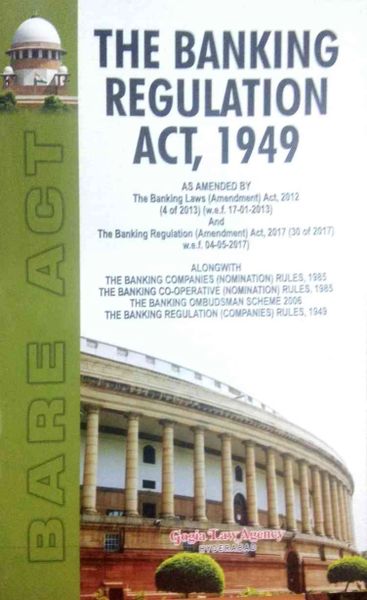 THE BANKING
REGULATION
ACT, 1949
AS AMENDED BY
The Banking Laws (Amendment) Act, 2012
(4 of 2013) (w.e.f. 17-01-2013)
And
The Banking Regulation (Amendment) Act, 2017 (30 of 2017)
w.e.f. 04-05-2017)
ALONGWITH
THE BANKING COMPANIES (NOMINATION) RULES, 1985
THE BANKING CO-OPERATIVE (NOMINATION) RULES, 1985
THE BANKING OMBUDSMAN SCHEME 2006
THE BANKING REGULATION (COMPANIES) RULES, 1949
BARE ACT
Gogia Law Agency
HYDERABAD